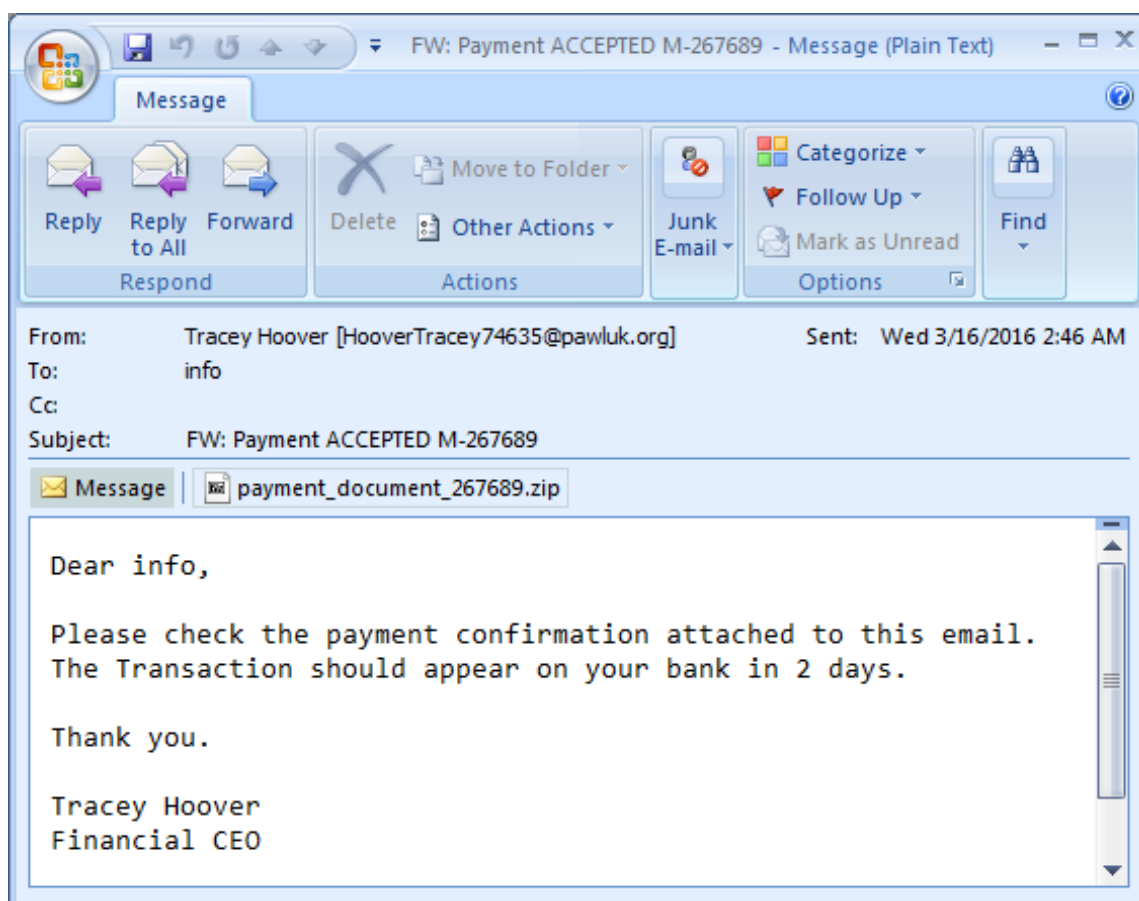 FW: Payment ACCEPTED M-267689 - Message (Plain Text)
Message
Reply
Reply to All
Forward
Delete
Move to Folder
Other Actions
Junk E-mail
Categorize
Follow Up
Mark as Unread
Find
Respond
Actions
Options
From: Tracey Hoover [HooverTracey74635@pawluk.org] Sent: Wed 3/16/2016 2:46 AM
To: info
Cc:
Subject: FW: Payment ACCEPTED M-267689
Message payment_document_267689.zip
Dear info,
Please check the payment confirmation attached to this email.
The Transaction should appear on your bank in 2 days.
Thank you.
Tracey Hoover
Financial CEO